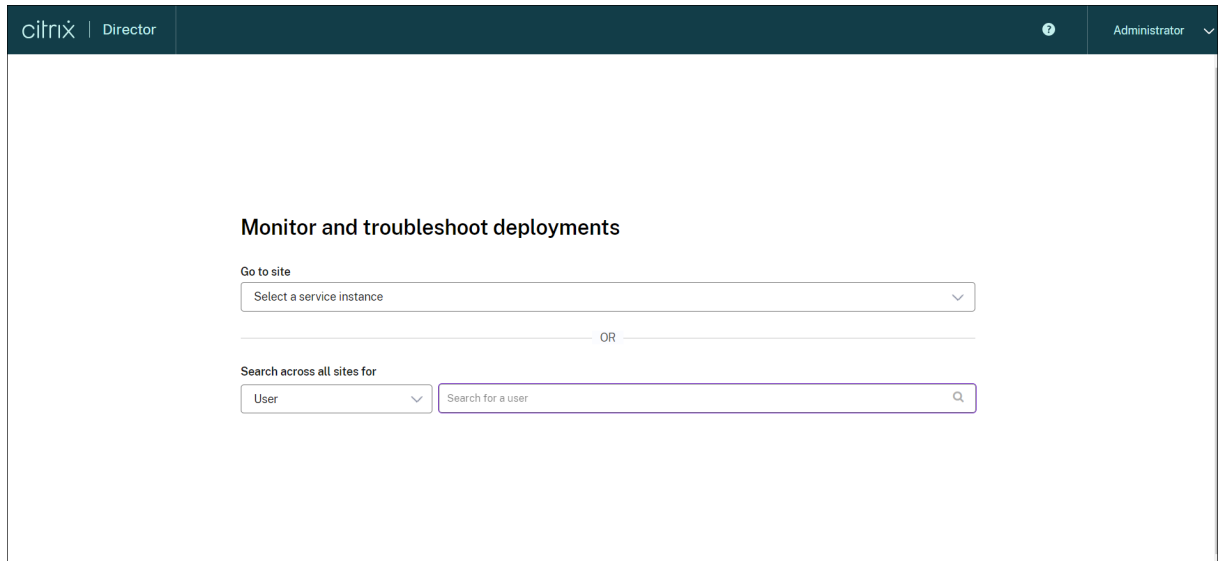 citrix | Director
?
Administrator
Monitor and troubleshoot deployments
Go to site
Select a service instance
OR
Search across all sites for
User
Search for a user